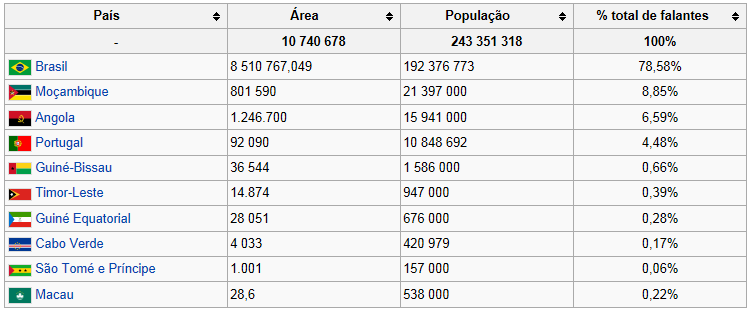 País Área População % total de falantes
- 10 740 678 243 351 318 100%
Brasil 8 510 767,049 192 376 773 78,58%
Moçambique 801 590 21 397 000 8,85%
Angola 1.246.700 15 941 000 6,59%
Portugal 92 090 10 848 692 4,48%
Guiné-Bissau 36 544 1 586 000 0,66%
Timor-Leste 14.874 947 000 0,39%
Guiné Equatorial 28 051 676 000 0,28%
Cabo Verde 4 033 420 979 0,17%
São Tomé e Príncipe 1.001 157 000 0,06%
Macau 28,6 538 000 0,22%